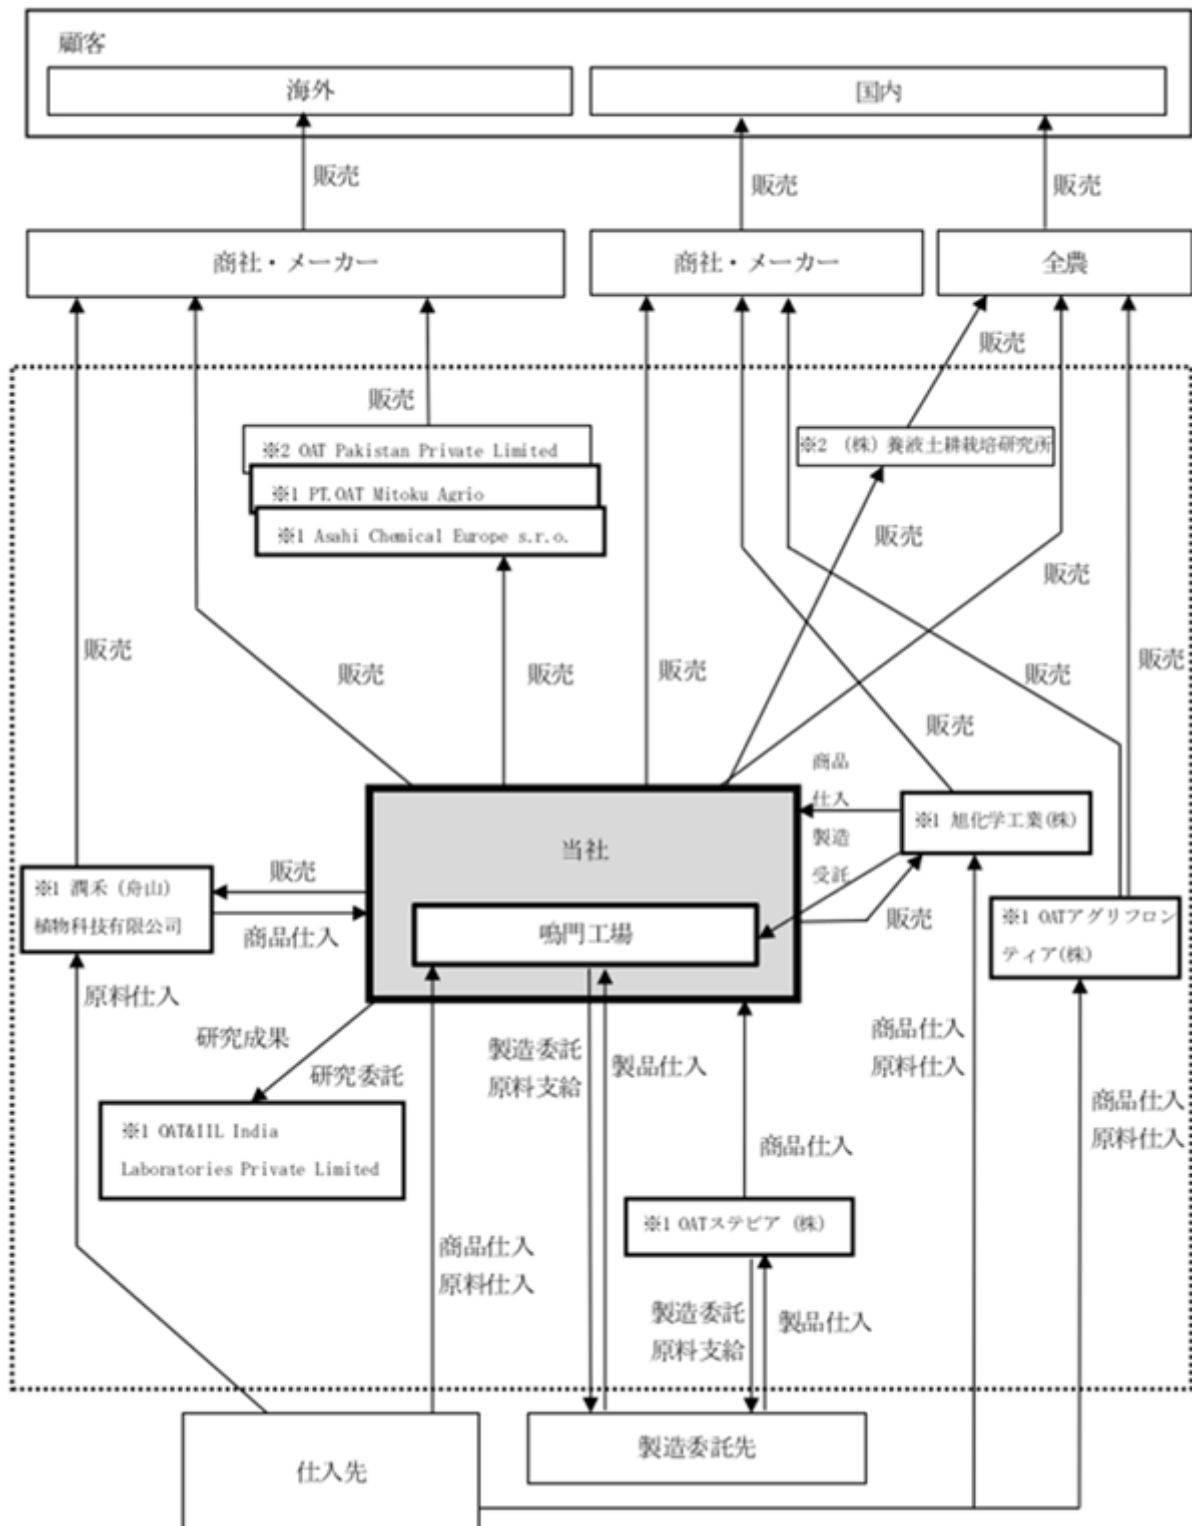 顧客
海外
国内
販売
販売
販売
商社・メーカー
商社・メーカー
全農
販売
販売
※2 OAT Pakistan Private Limited
※1 PT.OAT Mitoku Agrio
※1 Asahi Chemical Europe s.r.o.
※2 （株）養液土耕栽培研究所
販売
販売
販売
販売
販売
販売
販売
販売
販売
商品
仕入
製造
受託
※1 旭化学工業(株)
当社
鳴門工場
販売
※1 潤禾（舟山）
植物科技有限公司
販売
商品仕入
※1 OATアグリフロン
ティア(株)
原料仕入
研究成果
研究委託
製造委託
原料支給
製品仕入
商品仕入
原料仕入
※1 OAT&IIL India
Laboratories Private Limited
商品仕入
商品仕入
原料仕入
※1 OATステビア（株）
商品仕入
原料仕入
製造委託
原料支給
製品仕入
仕入先
製造委託先